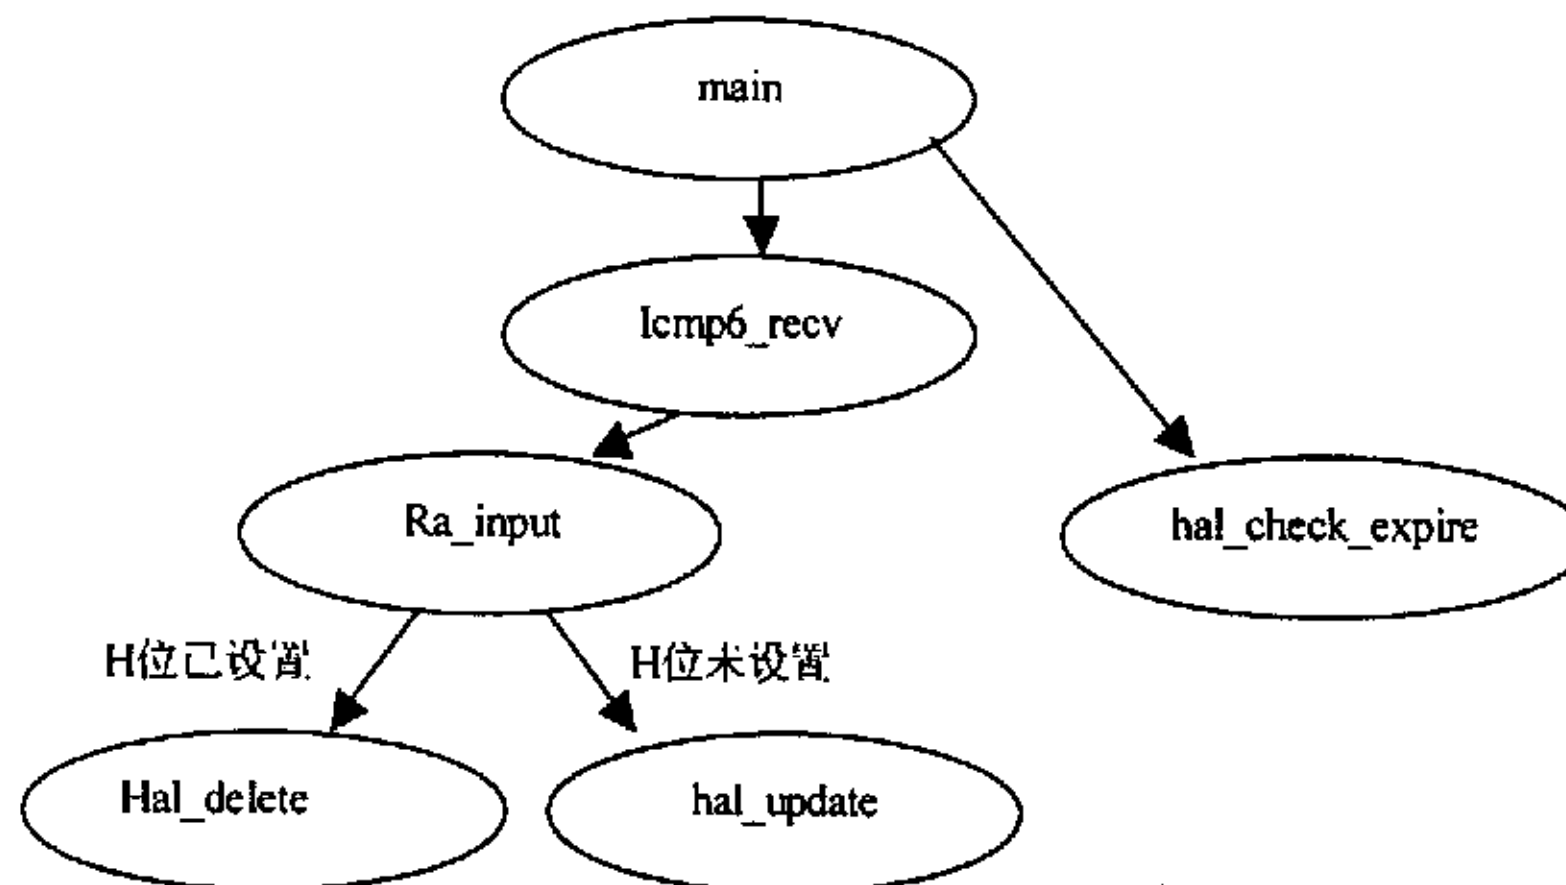 main
Icmp6_recv
Ra_input
hal_check_expire
H位已设置
H位未设置
Hal_delete
hal_update